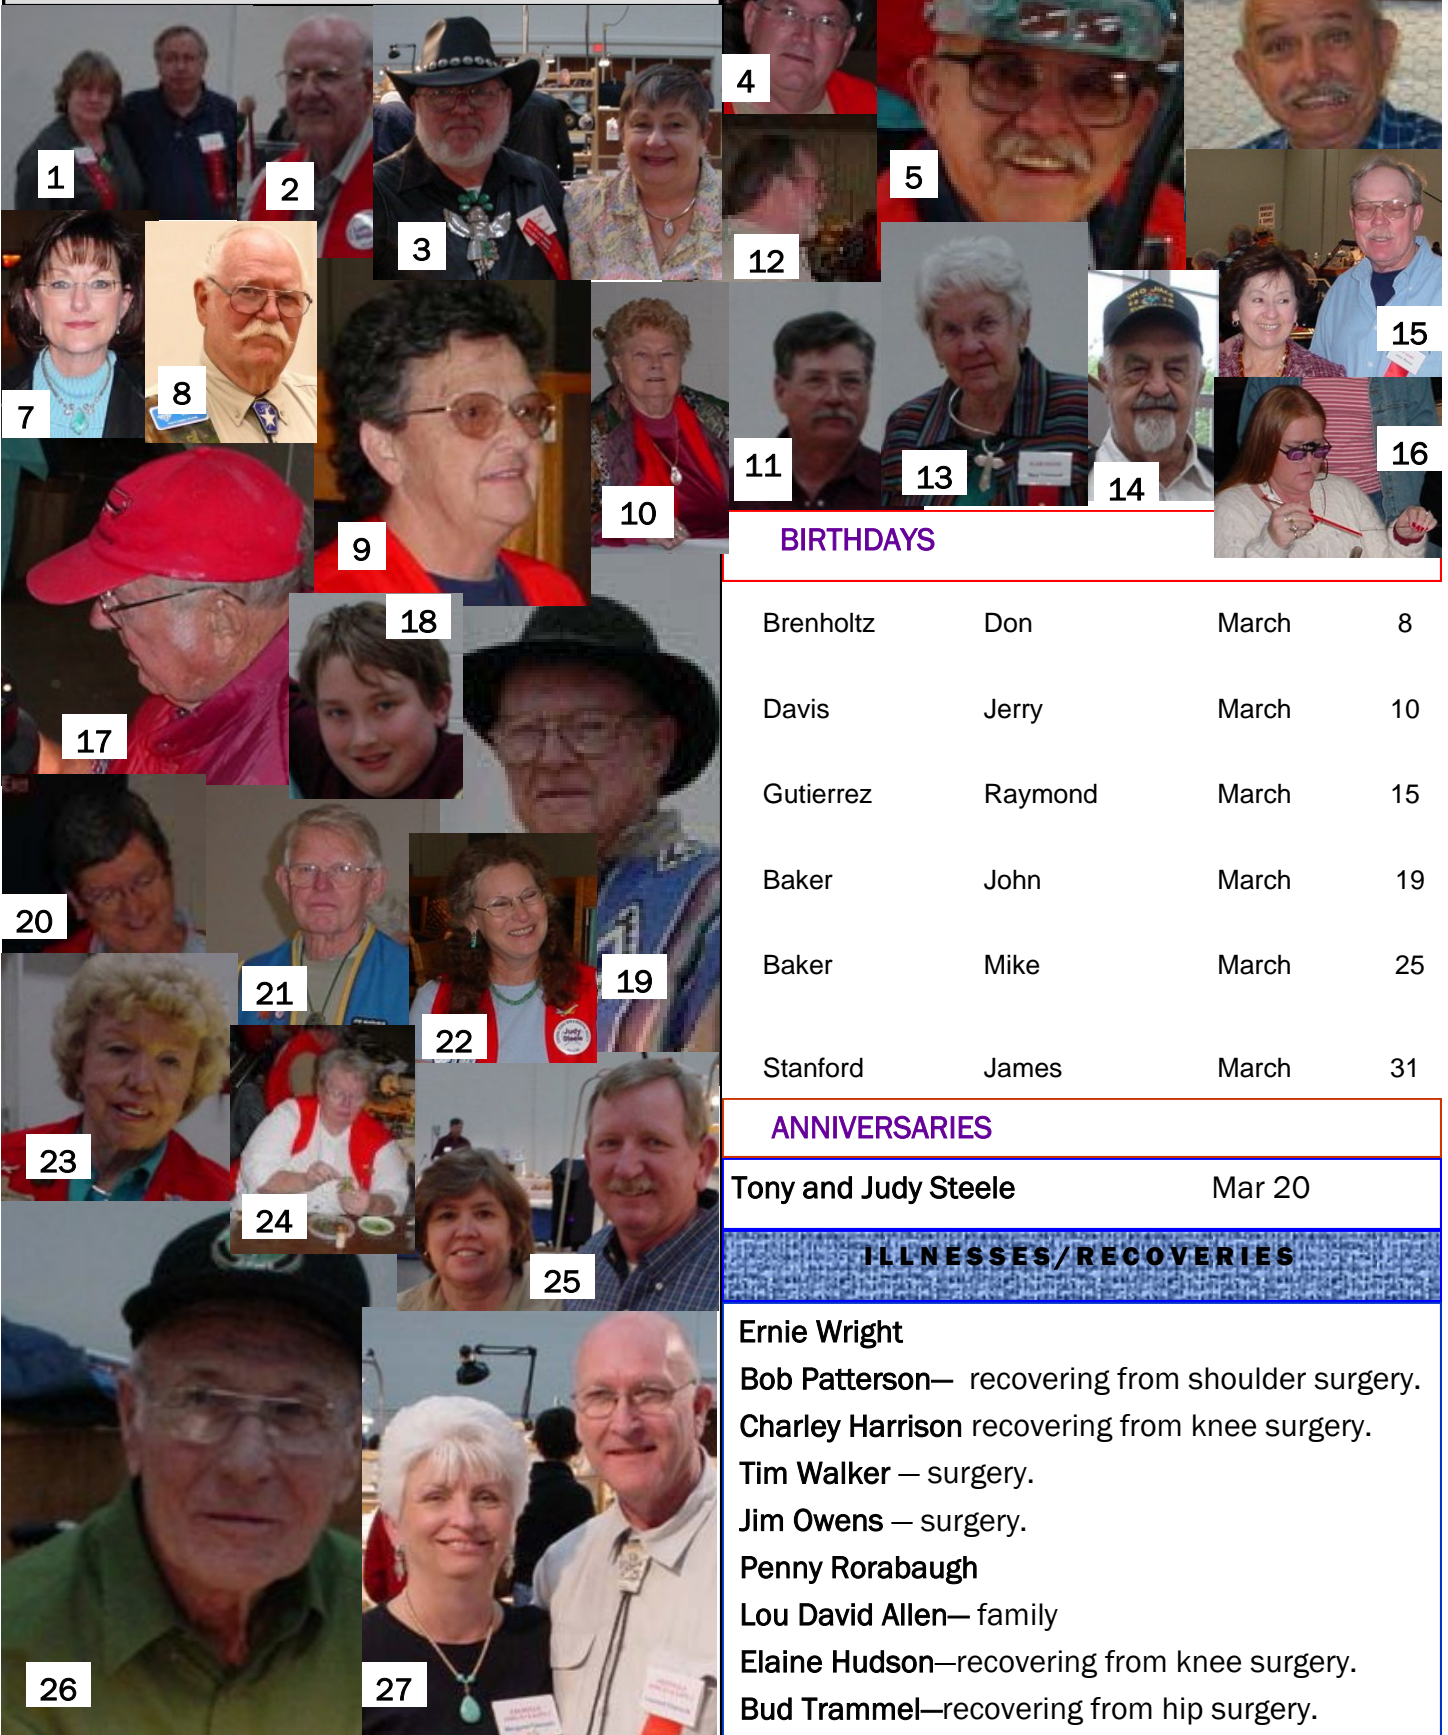 1
2
3
4
5
12
7
8
9
10
11
13
14
15
16
17
18
19
20
21
22
Judy
Steele
23
24
25
26
27
BIRTHDAYS
Brenholtz Don March 8
Davis Jerry March 10
Gutierrez Raymond March 15
Baker John March 19
Baker Mike March 25
Stanford James March 31
ANNIVERSARIES
Tony and Judy Steele Mar 20
ILLNESSES/RECOVERIES
Ernie Wright
Bob Patterson— recovering from shoulder surgery.
Charley Harrison recovering from knee surgery.
Tim Walker — surgery.
Jim Owens — surgery.
Penny Rorabaugh
Lou David Allen— family
Elaine Hudson—recovering from knee surgery.
Bud Trammel—recovering from hip surgery.